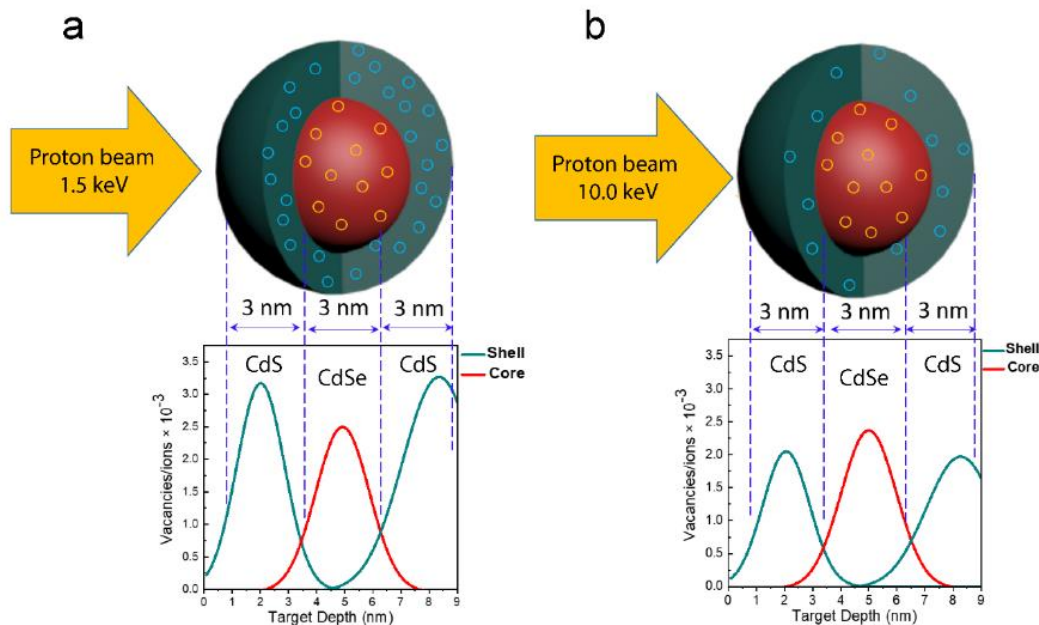 a
Proton beam
1.5 keV
3 nm 3 nm 3 nm
Shell
Core
CdS CdSe CdS
3.5
3.0
2.5
2.0
1.5
1.0
0.5
0.0
Vacancies/ions × 10⁻³
0 1 2 3 4 5 6 7 8 9
Target Depth (nm)
b
Proton beam
10.0 keV
3 nm 3 nm 3 nm
Shell
Core
CdS CdSe CdS
3.5
3.0
2.5
2.0
1.5
1.0
0.5
0.0
Vacancies/ions × 10⁻³
0 1 2 3 4 5 6 7 8 9
Target Depth (nm)